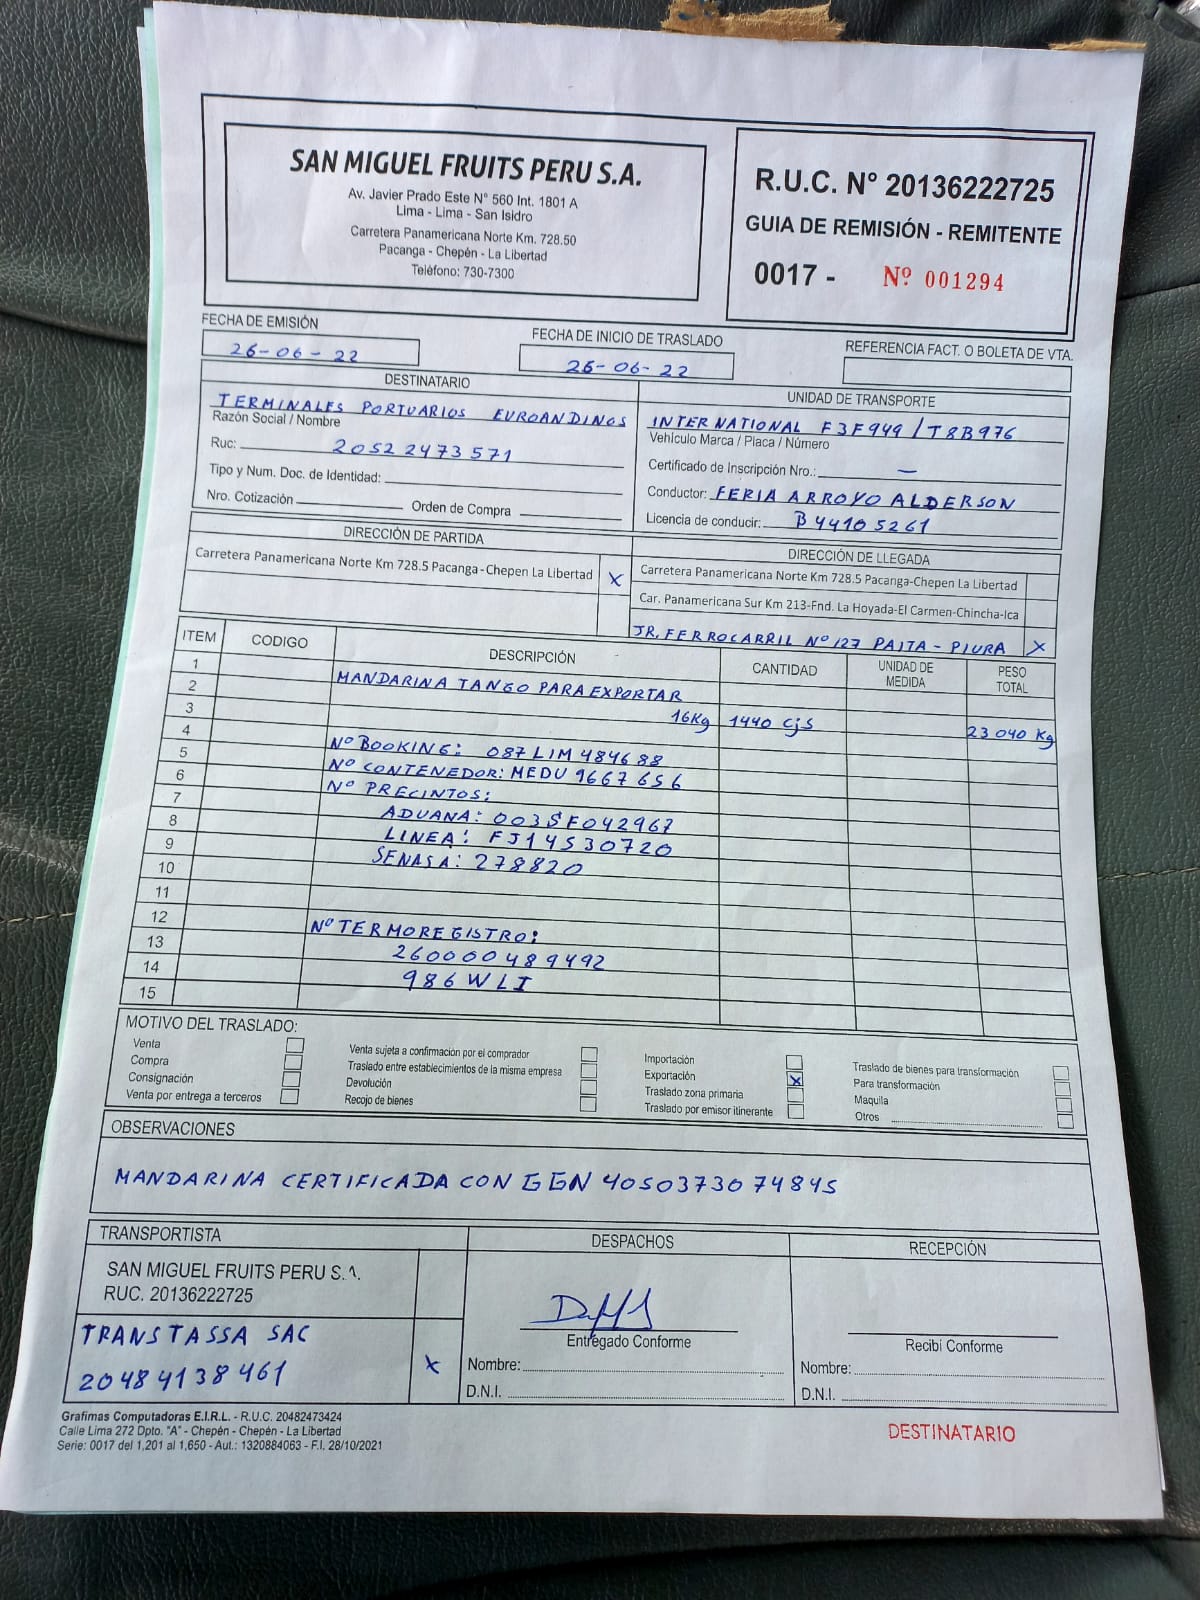 SAN MIGUEL FRUITS PERU S.A.
Av. Javier Prado Este N° 560 Int. 1801 A
Lima - Lima - San Isidro
Carretera Panamericana Norte Km. 728.50
Pacanga - Chepén - La Libertad
Teléfono: 730-7300
R.U.C. N° 20136222725
GUIA DE REMISIÓN - REMITENTE
0017 - Nº 001294
FECHA DE EMISIÓN
26-06-22
FECHA DE INICIO DE TRASLADO
26-06-22
REFERENCIA FACT. O BOLETA DE VTA.
DESTINATARIO
TERMINALES PORTUARIOS EUROANDINOS
Razón Social / Nombre
Ruc: 20522473571
Tipo y Num. Doc. de Identidad:
Nro. Cotización Orden de Compra
UNIDAD DE TRANSPORTE
INTERNATIONAL F3F949/T8B976
Vehículo Marca / Placa / Número
Certificado de Inscripción Nro.: —
Conductor: FERIA ARROYO ALDERSON
Licencia de conducir: B44105261
DIRECCIÓN DE PARTIDA
Carretera Panamericana Norte Km 728.5 Pacanga-Chepen La Libertad X
DIRECCIÓN DE LLEGADA
Carretera Panamericana Norte Km 728.5 Pacanga-Chepen La Libertad
Car. Panamericana Sur Km 213-Fnd. La Hoyada-El Carmen-Chincha-Ica
JR. FERROCARRIL Nº 127 PAITA - PIURA X
ITEM CODIGO DESCRIPCIÓN CANTIDAD UNIDAD DE MEDIDA PESO TOTAL
1
2 MANDARINA TANGO PARA EXPORTAR
3 16Kg 1440 cjs 23 040 Kg
4
5 Nº BOOKING: 087LIM484688
6 Nº CONTENEDOR: MEDU 9667656
7 Nº PRECINTOS:
8 ADUANA: 003SF042967
9 LINEA: FJ14530720
10 SENASA: 278820
11
12
13 Nº TERMOREGISTRO:
14 260000489492
15 986WLI
MOTIVO DEL TRASLADO:
Venta
Compra
Consignación
Venta por entrega a terceros
Venta sujeta a confirmación por el comprador
Traslado entre establecimientos de la misma empresa
Devolución
Recojo de bienes
Importación
Exportación X
Traslado zona primaria
Traslado por emisor itinerante
Traslado de bienes para transformación
Para transformación
Maquila
Otros
OBSERVACIONES
MANDARINA CERTIFICADA CON GGN 4050373074845
TRANSPORTISTA
SAN MIGUEL FRUITS PERU S.A.
RUC. 20136222725
TRANSTASSA SAC
20484138461 X
DESPACHOS
Entregado Conforme
Nombre:
D.N.I.
RECEPCIÓN
Recibi Conforme
Nombre:
D.N.I.
Grafimas Computadoras E.I.R.L. - R.U.C. 20482473424
Calle Lima 272 Dpto. "A" - Chepén - Chepén - La Libertad
Serie: 0017 del 1,201 al 1,650 - Aut.: 1320884063 - F.I. 28/10/2021
DESTINATARIO